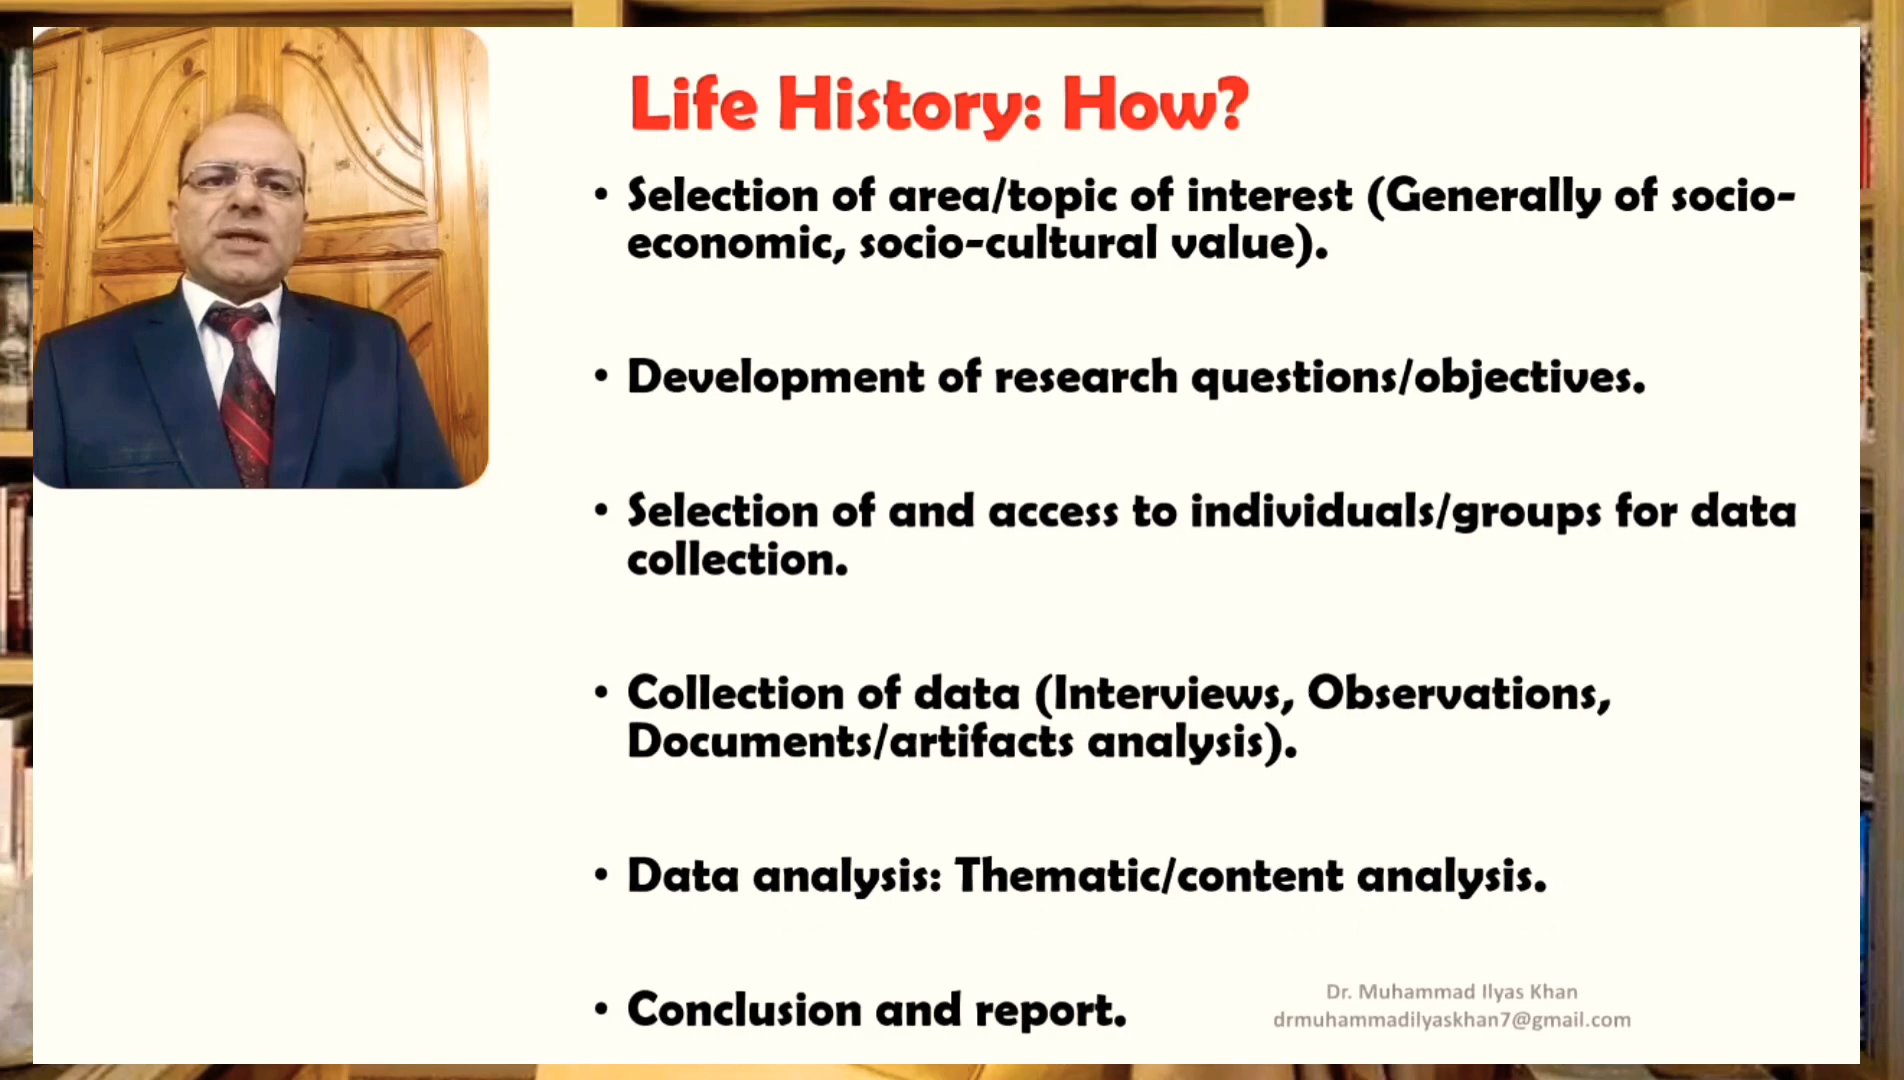 Life History: How?
• Selection of area/topic of interest (Generally of socio-
economic, socio-cultural value).
• Development of research questions/objectives.
• Selection of and access to individuals/groups for data
collection.
• Collection of data (Interviews, Observations,
Documents/artifacts analysis).
• Data analysis: Thematic/content analysis.
• Conclusion and report.
Dr. Muhammad Ilyas Khan
drmuhammadilyaskhan7@gmail.com